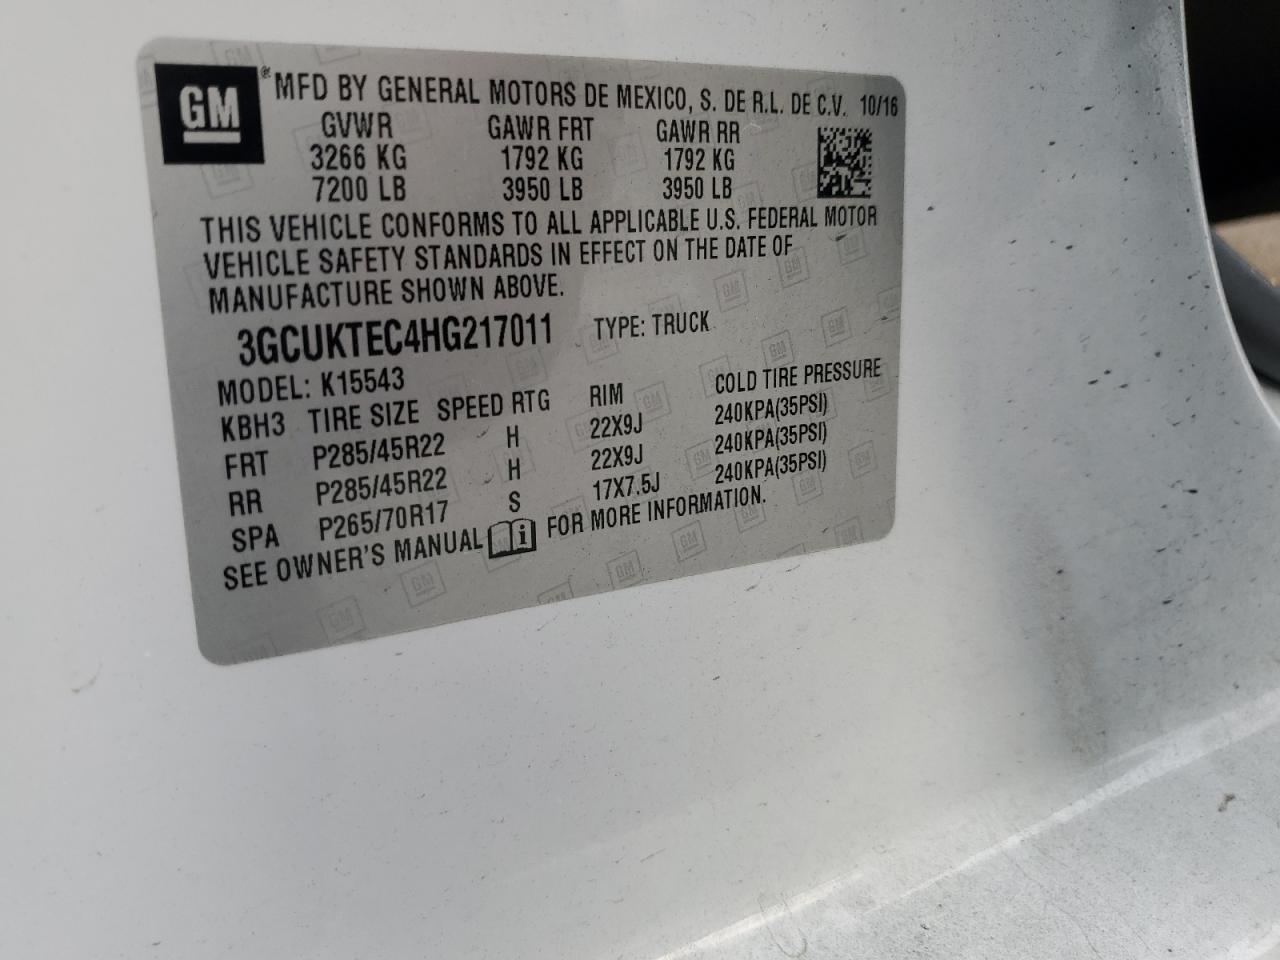 GM ® MFD BY GENERAL MOTORS DE MEXICO, S. DE R.L. DE C.V. 10/16
GVWR GAWR FRT GAWR RR
3266 KG 1792 KG 1792 KG
7200 LB 3950 LB 3950 LB
THIS VEHICLE CONFORMS TO ALL APPLICABLE U.S. FEDERAL MOTOR
VEHICLE SAFETY STANDARDS IN EFFECT ON THE DATE OF
MANUFACTURE SHOWN ABOVE.
3GCUKTEC4HG217011 TYPE: TRUCK
MODEL: K15543
KBH3 TIRE SIZE SPEED RTG RIM COLD TIRE PRESSURE
FRT P285/45R22 H 22X9J 240KPA(35PSI)
RR P285/45R22 H 22X9J 240KPA(35PSI)
SPA P265/70R17 S 17X7.5J 240KPA(35PSI)
SEE OWNER'S MANUAL i FOR MORE INFORMATION.